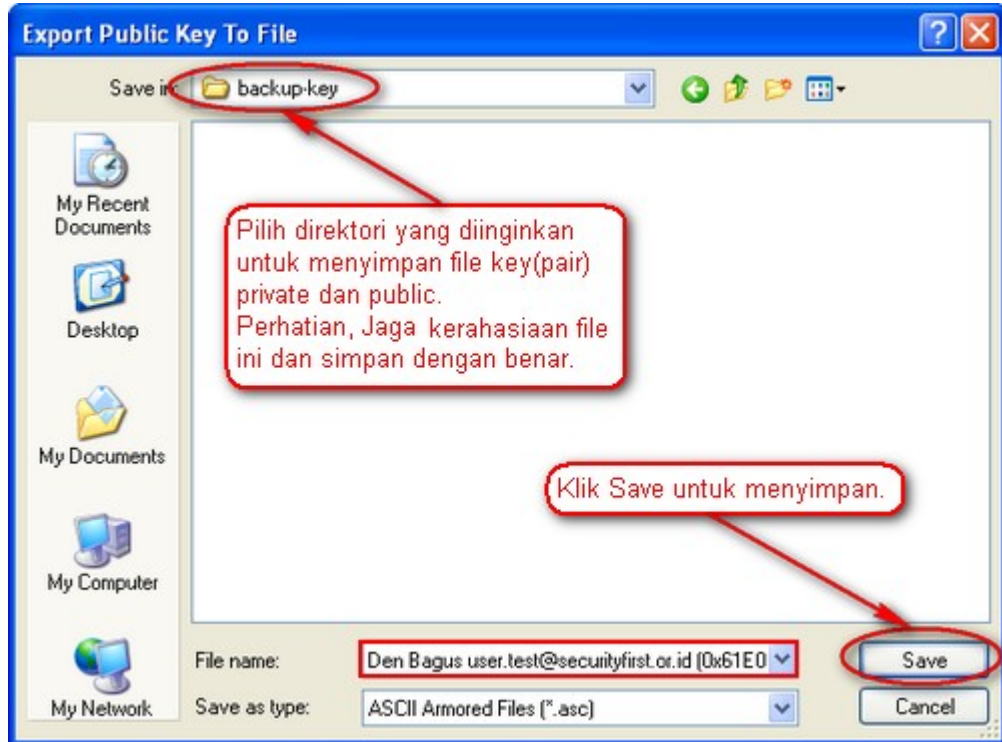 Export Public Key To File
Save in:
backup-key
My Recent
Documents
Desktop
My Documents
My Computer
My Network
Pilih direktori yang diinginkan
untuk menyimpan file key(pair)
private dan public.
Perhatian, Jaga kerahasiaan file
ini dan simpan dengan benar.
Klik Save untuk menyimpan.
File name:
Den Bagus user.test@securityfirst.or.id (0x61E0
Save
Save as type:
ASCII Armored Files (*.asc)
Cancel